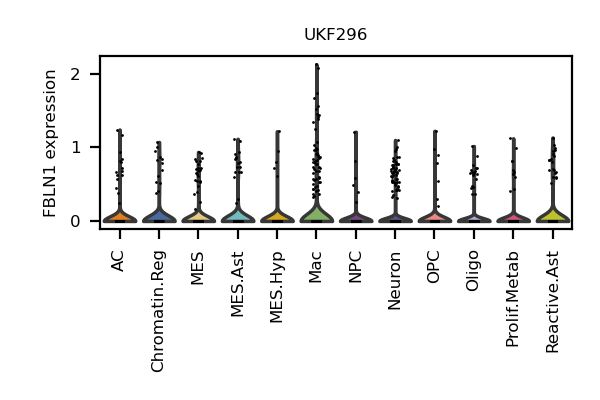 UKF296
FBLN1 expression
2
1
0
AC
Chromatin.Reg
MES
MES.Ast
MES.Hyp
Mac
NPC
Neuron
OPC
Oligo
Prolif.Metab
Reactive.Ast